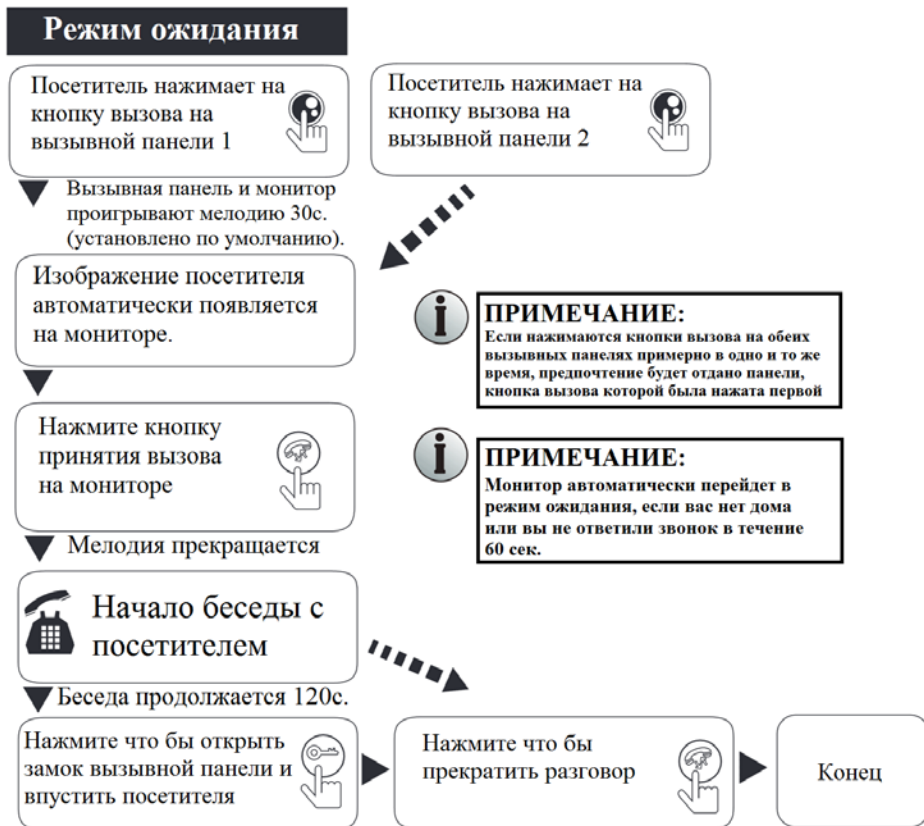 Режим ожидания
Посетитель нажимает на
кнопку вызова на
вызывной панели 1
Посетитель нажимает на
кнопку вызова на
вызывной панели 2
Вызывная панель и монитор
проигрывают мелодию 30с.
(установлено по умолчанию).
Изображение посетителя
автоматически появляется
на мониторе.
ПРИМЕЧАНИЕ:
Если нажимаются кнопки вызова на обеих
вызывных панелях примерно в одно и то же
время, предпочтение будет отдано панели,
кнопка вызова которой была нажата первой
Нажмите кнопку
принятия вызова
на мониторе
ПРИМЕЧАНИЕ:
Монитор автоматически перейдет в
режим ожидания, если вас нет дома
или вы не ответили звонок в течение
60 сек.
Мелодия прекращается
Начало беседы с
посетителем
Беседа продолжается 120с.
Нажмите что бы открыть
замок вызывной панели и
впустить посетителя
Нажмите что бы
прекратить разговор
Конец